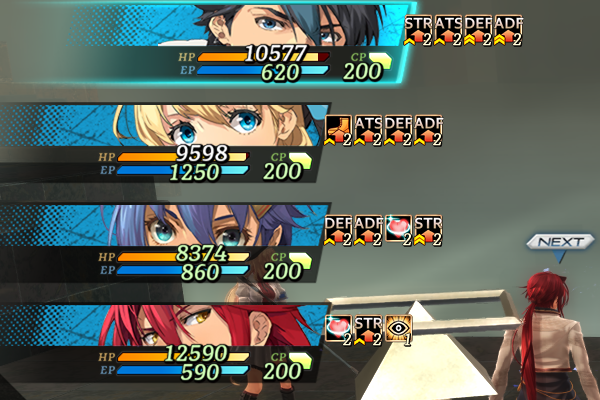 STR ATS DEF ADF
2 2 2 2
HP 10577 CP
EP 620 200
ATS DEF ADF
2 2 2 2
HP 9598 CP
EP 1250 200
DEF ADF STR
2 2 2 2
HP 8374 CP
EP 860 200
NEXT
STR
2 2 1
HP 12590 CP
EP 590 200